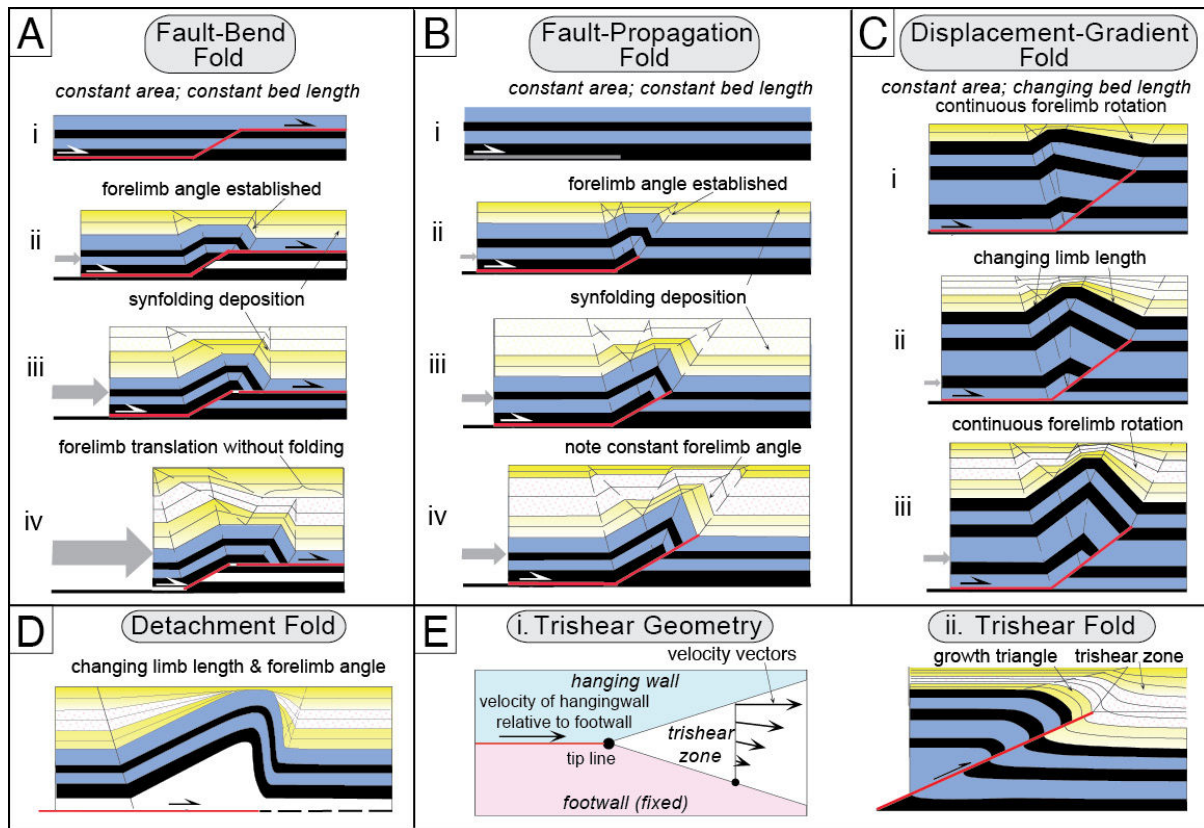 A
Fault-Bend
Fold
constant area; constant bed length
i
forelimb angle established
ii
synfolding deposition
iii
forelimb translation without folding
iv
B
Fault-Propagation
Fold
constant area; constant bed length
i
forelimb angle established
ii
synfolding deposition
iii
note constant forelimb angle
iv
C
Displacement-Gradient
Fold
constant area; changing bed length
continuous forelimb rotation
i
changing limb length
ii
continuous forelimb rotation
iii
D
Detachment Fold
changing limb length & forelimb angle
E
i. Trishear Geometry
velocity vectors
hanging wall
velocity of hangingwall
relative to footwall
trishear
zone
tip line
footwall (fixed)
ii. Trishear Fold
growth triangle
trishear zone